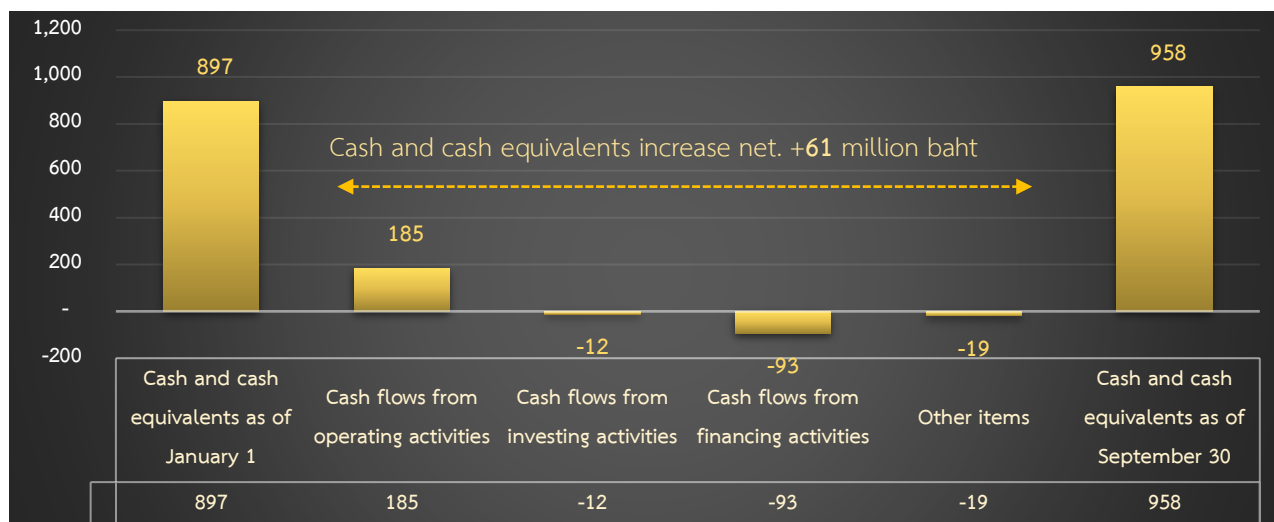 1,200
1,000
800
600
400
200
-
-200
897
185
-12
-93
-19
958
Cash and cash equivalents increase net. +61 million baht
Cash and cash
equivalents as of
January 1
Cash flows from
operating activities
Cash flows from
investing activities
Cash flows from
financing activities
Other items
Cash and cash
equivalents as of
September 30
897 185 -12 -93 -19 958